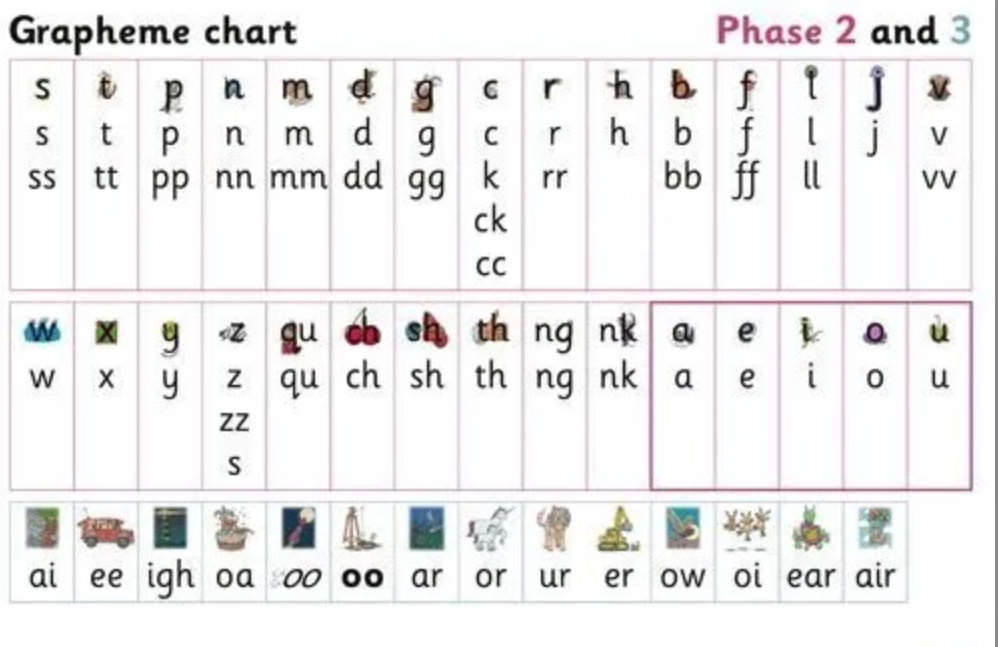 Grapheme chart Phase 2 and 3
s t p n m d g c r h b f l j v
s t p n m d g c r h b f l j v
ss tt pp nn mm dd gg k rr bb ff ll vv
ck
cc
w x y z qu ch sh th ng nk a e i o u
w x y z qu ch sh th ng nk a e i o u
zz
s
ai ee igh oa oo oo ar or ur er ow oi ear air